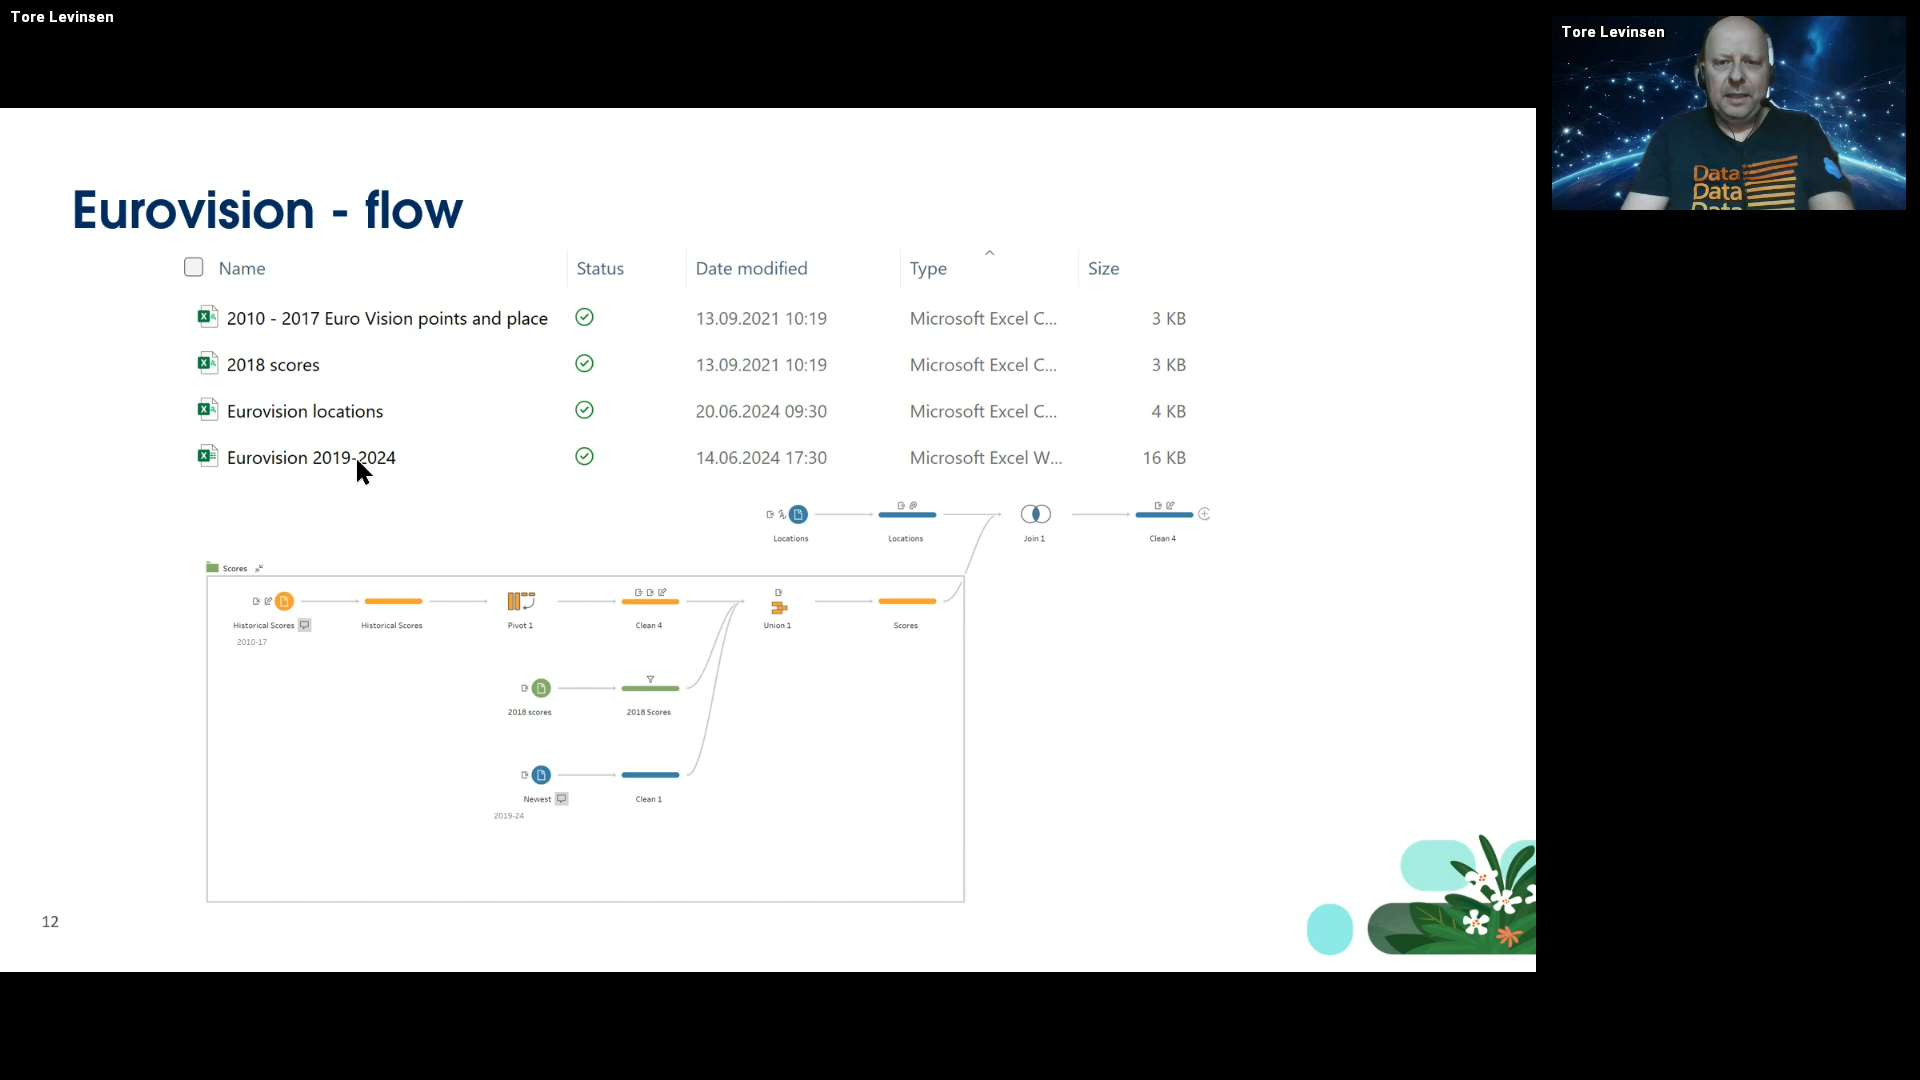 Tore Levinsen
Tore Levinsen
Data
Data
Data
Eurovision - flow
Name Status Date modified Type Size
2010 - 2017 Euro Vision points and place 13.09.2021 10:19 Microsoft Excel C... 3 KB
2018 scores 13.09.2021 10:19 Microsoft Excel C... 3 KB
Eurovision locations 20.06.2024 09:30 Microsoft Excel C... 4 KB
Eurovision 2019-2024 14.06.2024 17:30 Microsoft Excel W... 16 KB
Locations Locations Join 1 Clean 4
Scores
Historical Scores Historical Scores Pivot 1 Clean 4 Union 1 Scores
2010-17
2018 scores 2018 Scores
Newest Clean 1
2019-24
12